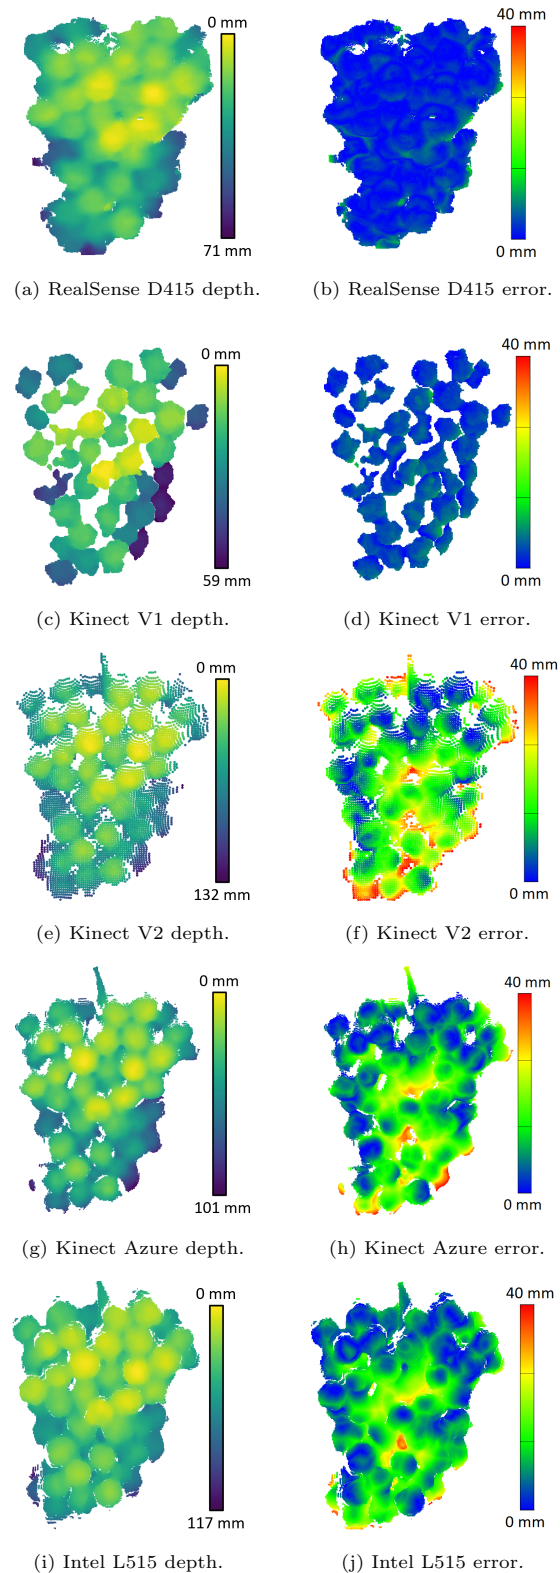 0 mm
40 mm
71 mm
0 mm
(a) RealSense D415 depth.
(b) RealSense D415 error.
0 mm
40 mm
59 mm
0 mm
(c) Kinect V1 depth.
(d) Kinect V1 error.
0 mm
40 mm
132 mm
0 mm
(e) Kinect V2 depth.
(f) Kinect V2 error.
0 mm
40 mm
101 mm
0 mm
(g) Kinect Azure depth.
(h) Kinect Azure error.
0 mm
40 mm
117 mm
0 mm
(i) Intel L515 depth.
(j) Intel L515 error.